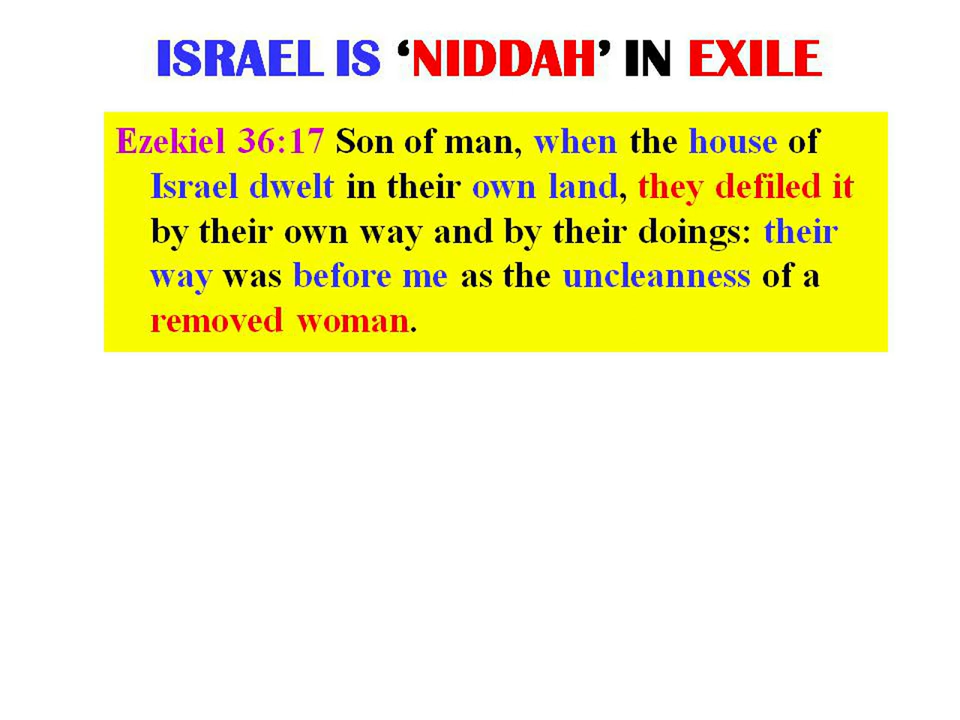 ISRAEL IS ‘NIDDAH’ IN EXILE
Ezekiel 36:17 Son of man, when the house of
Israel dwelt in their own land, they defiled it
by their own way and by their doings: their
way was before me as the uncleanness of a
removed woman.